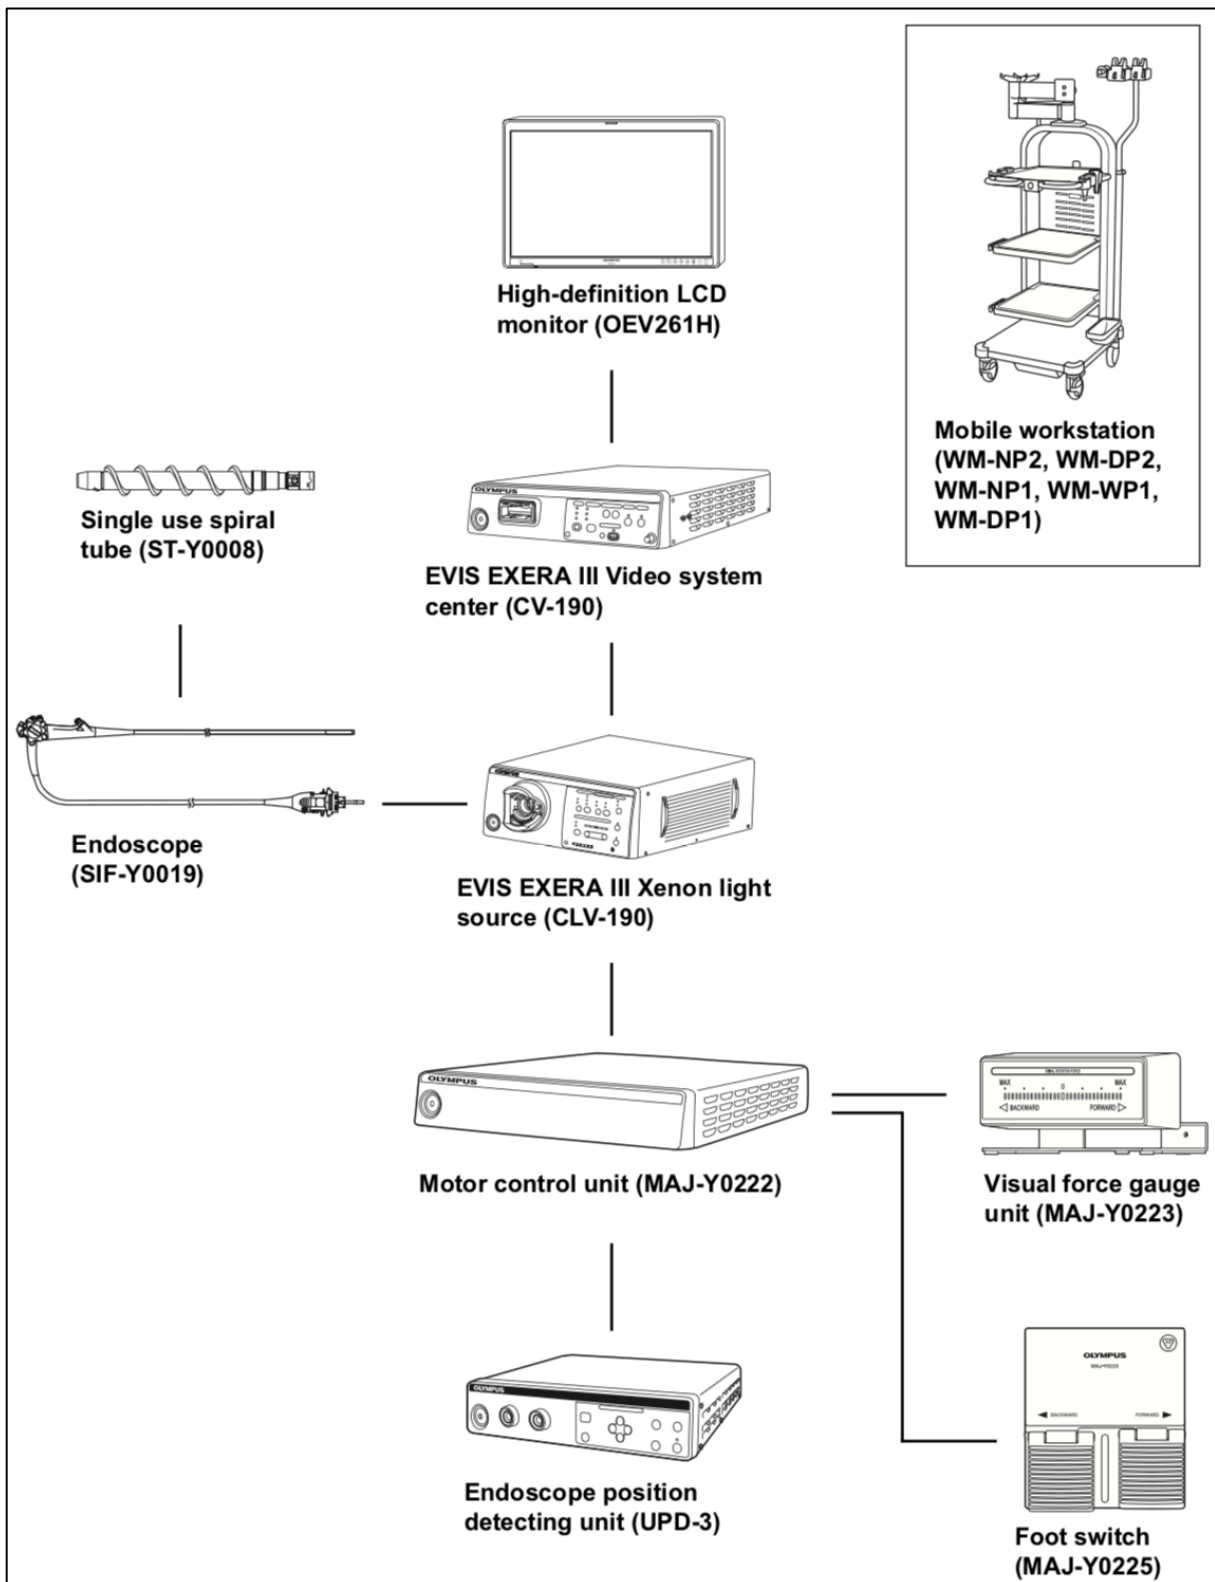 High-definition LCD
monitor (OEV261H)
Mobile workstation
(WM-NP2, WM-DP2,
WM-NP1, WM-WP1,
WM-DP1)
Single use spiral
tube (ST-Y0008)
OLYMPUS
EVIS EXERA III Video system
center (CV-190)
Endoscope
(SIF-Y0019)
EVIS EXERA III Xenon light
source (CLV-190)
OLYMPUS
Motor control unit (MAJ-Y0222)
MAX 0 MAX
BACKWARD FORWARD
Visual force gauge
unit (MAJ-Y0223)
OLYMPUS
Endoscope position
detecting unit (UPD-3)
OLYMPUS
MAJ-Y0225
BACKWARD FORWARD
Foot switch
(MAJ-Y0225)